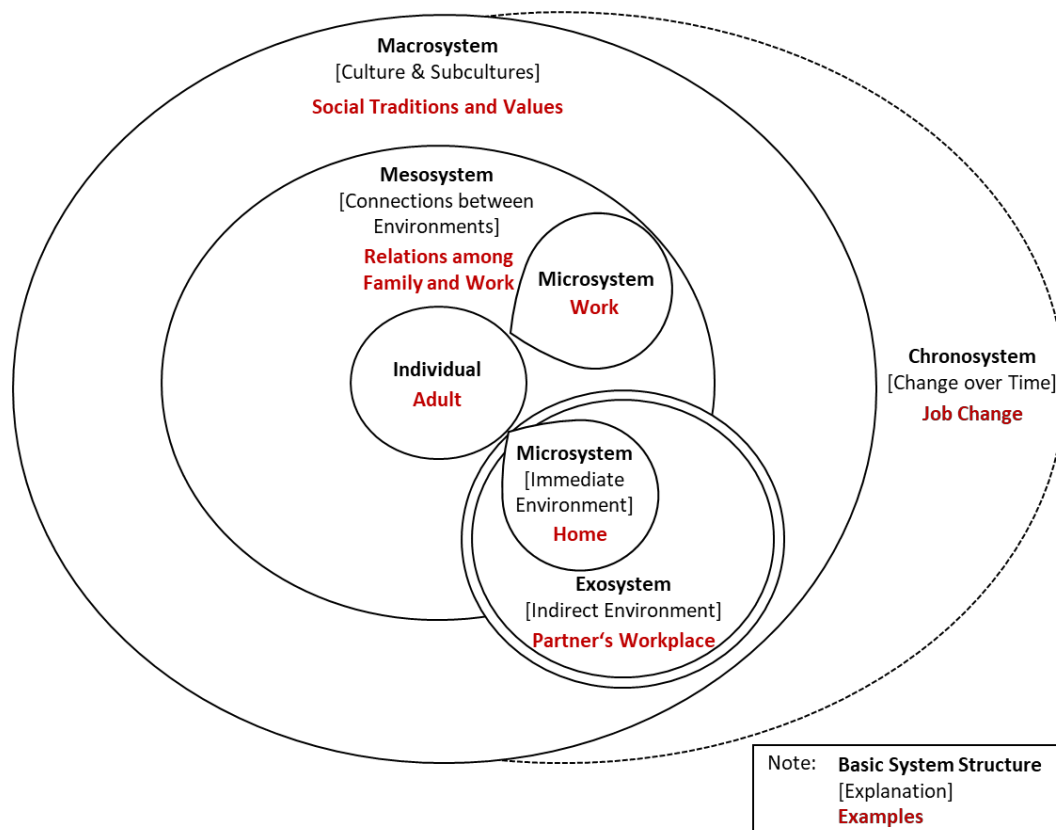 Macrosystem
[Culture & Subcultures]
Social Traditions and Values
Mesosystem
[Connections between
Environments]
Relations among
Family and Work
Microsystem
Work
Individual
Adult
Chronosystem
[Change over Time]
Job Change
Microsystem
[Immediate
Environment]
Home
Exosystem
[Indirect Environment]
Partner‘s Workplace
Note: Basic System Structure
[Explanation]
Examples